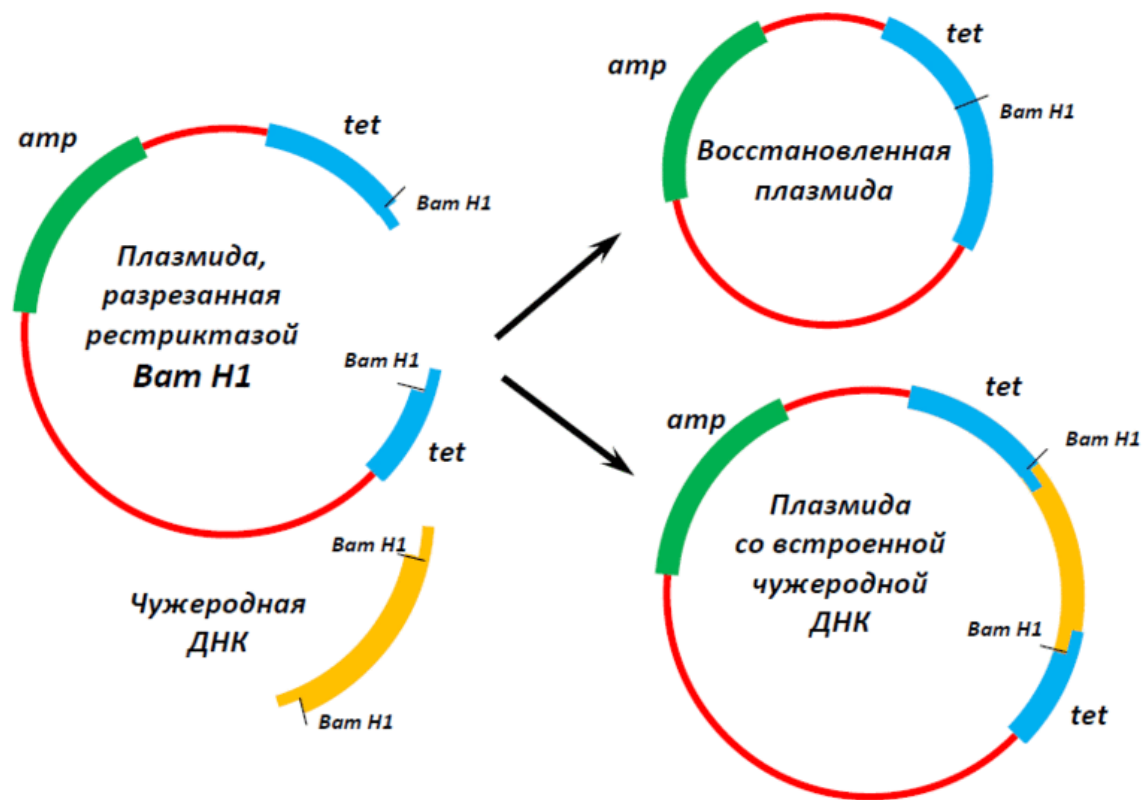 amp
tet
Bam H1
Плазмида,
разрезанная
рестриктазой
Bam H1
Bam H1
tet
Bam H1
Чужеродная
ДНК
Bam H1
tet
amp
Bam H1
Восстановленная
плазмида
tet
amp
Bam H1
Плазмида
со встроенной
чужеродной
ДНК
Bam H1
tet